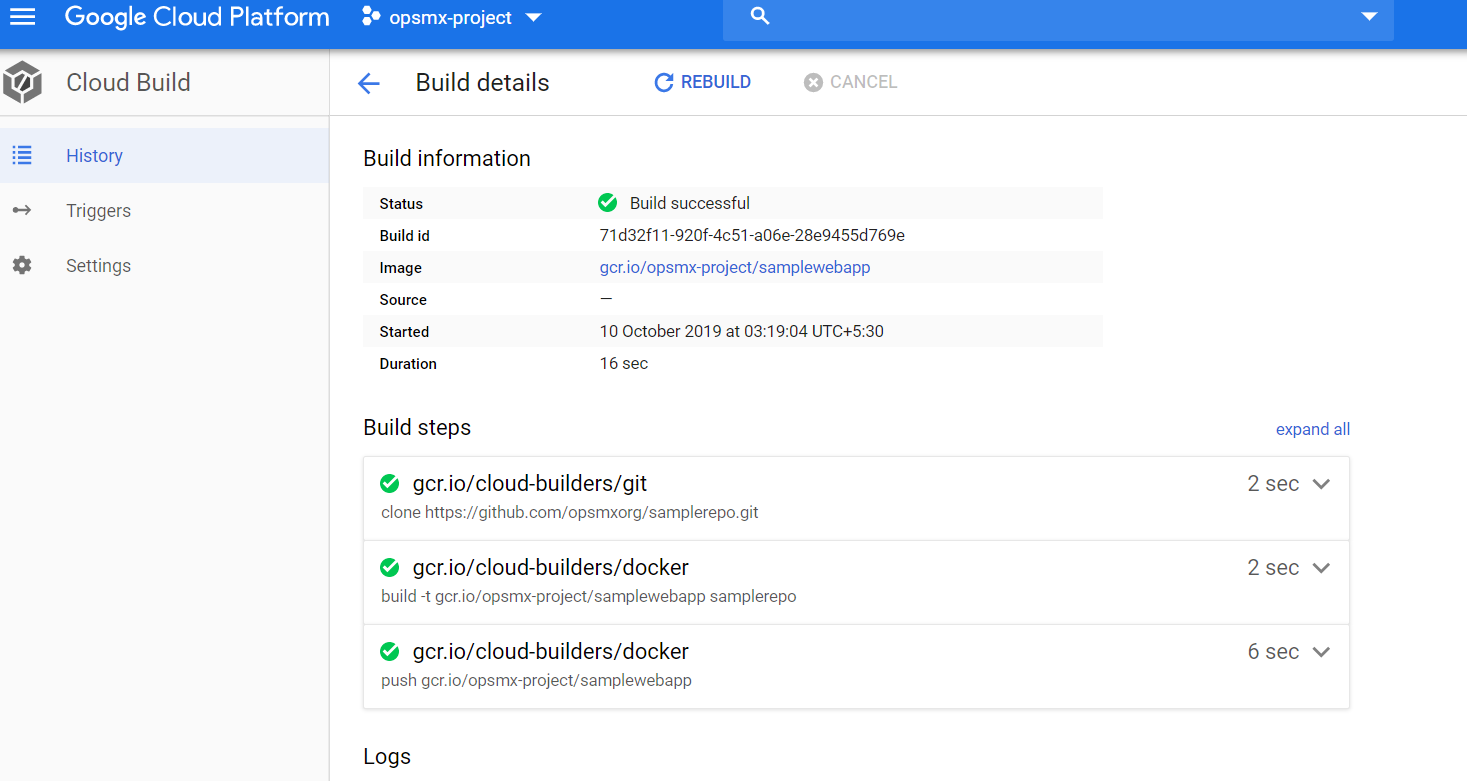 Google Cloud Platform opsmx-project
Cloud Build
Build details REBUILD CANCEL
History
Triggers
Settings
Build information
Status Build successful
Build id 71d32f11-920f-4c51-a06e-28e9455d769e
Image gcr.io/opsmx-project/samplewebapp
Source —
Started 10 October 2019 at 03:19:04 UTC+5:30
Duration 16 sec
Build steps expand all
gcr.io/cloud-builders/git 2 sec
clone https://github.com/opsmxorg/samplerepo.git
gcr.io/cloud-builders/docker 2 sec
build -t gcr.io/opsmx-project/samplewebapp samplerepo
gcr.io/cloud-builders/docker 6 sec
push gcr.io/opsmx-project/samplewebapp
Logs